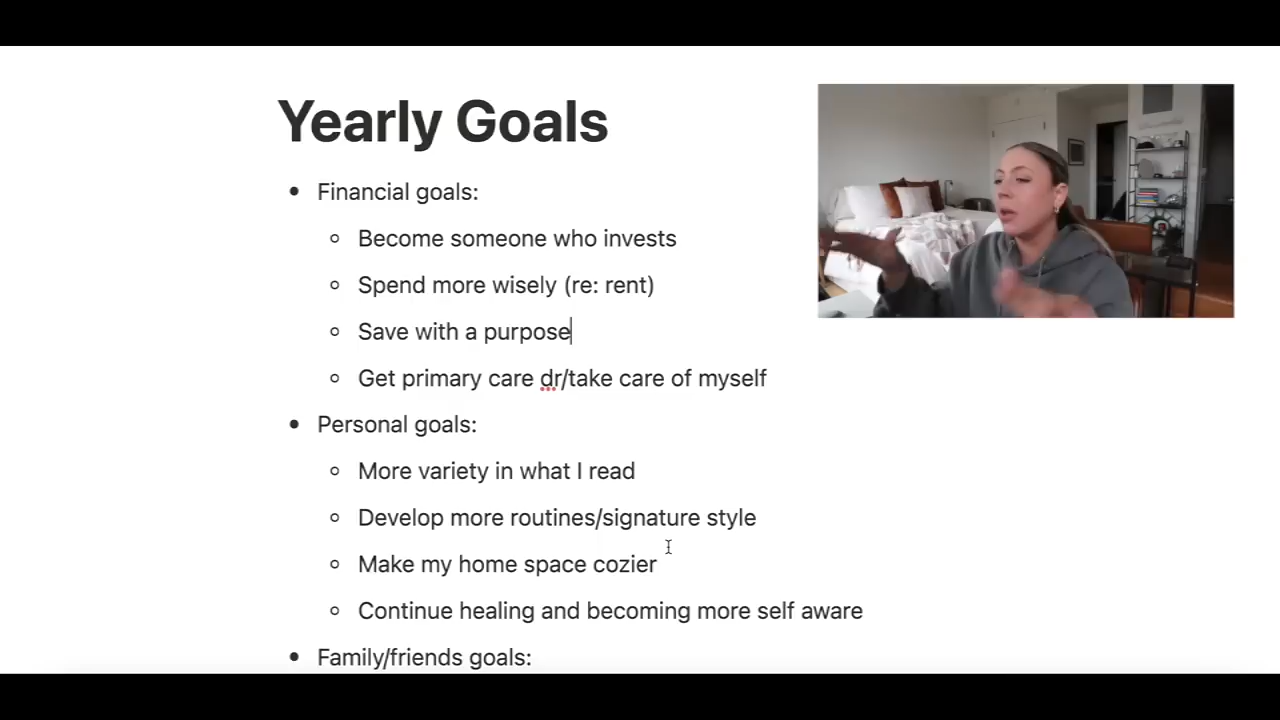 Yearly Goals
Financial goals:
Become someone who invests
Spend more wisely (re: rent)
Save with a purpose
Get primary care dr/take care of myself
Personal goals:
More variety in what I read
Develop more routines/signature style
Make my home space cozier
Continue healing and becoming more self aware
Family/friends goals: